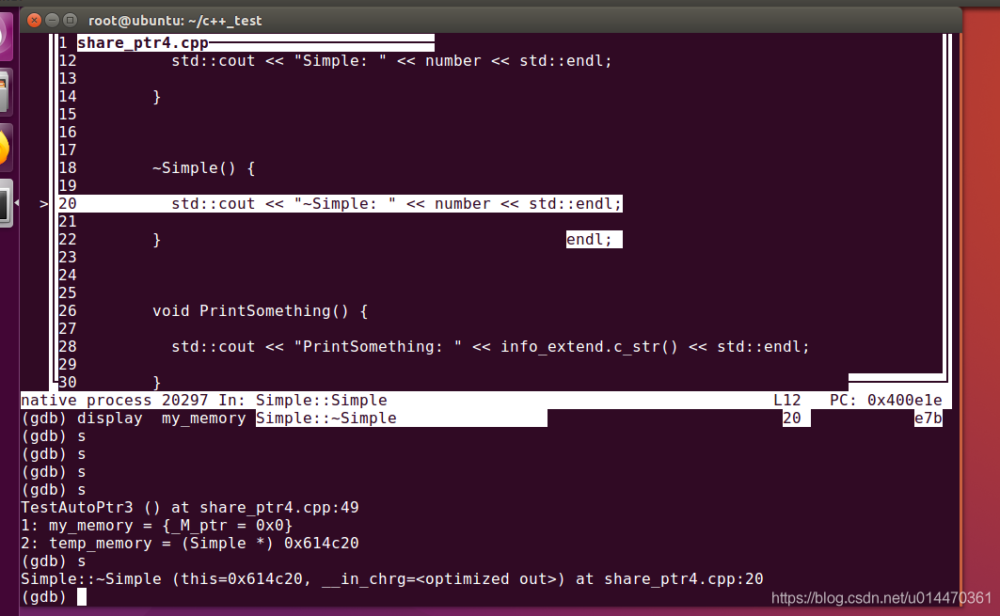 root@ubuntu: ~/c++_test
1 share_ptr4.cpp
12 std::cout << "Simple: " << number << std::endl;
13
14 }
15
16
17
18 ~Simple() {
19
> 20 std::cout << "~Simple: " << number << std::endl;
21
22 } endl;
23
24
25
26 void PrintSomething() {
27
28 std::cout << "PrintSomething: " << info_extend.c_str() << std::endl;
29
30 }
native process 20297 In: Simple::Simple L12 PC: 0x400e1e
(gdb) display  my_memory Simple::~Simple 20 e7b
(gdb) s
(gdb) s
(gdb) s
(gdb) s
TestAutoPtr3 () at share_ptr4.cpp:49
1: my_memory = {_M_ptr = 0x0}
2: temp_memory = (Simple *) 0x614c20
(gdb) s
Simple::~Simple (this=0x614c20, __in_chrg=<optimized out>) at share_ptr4.cpp:20
(gdb)
https://blog.csdn.net/u014470361